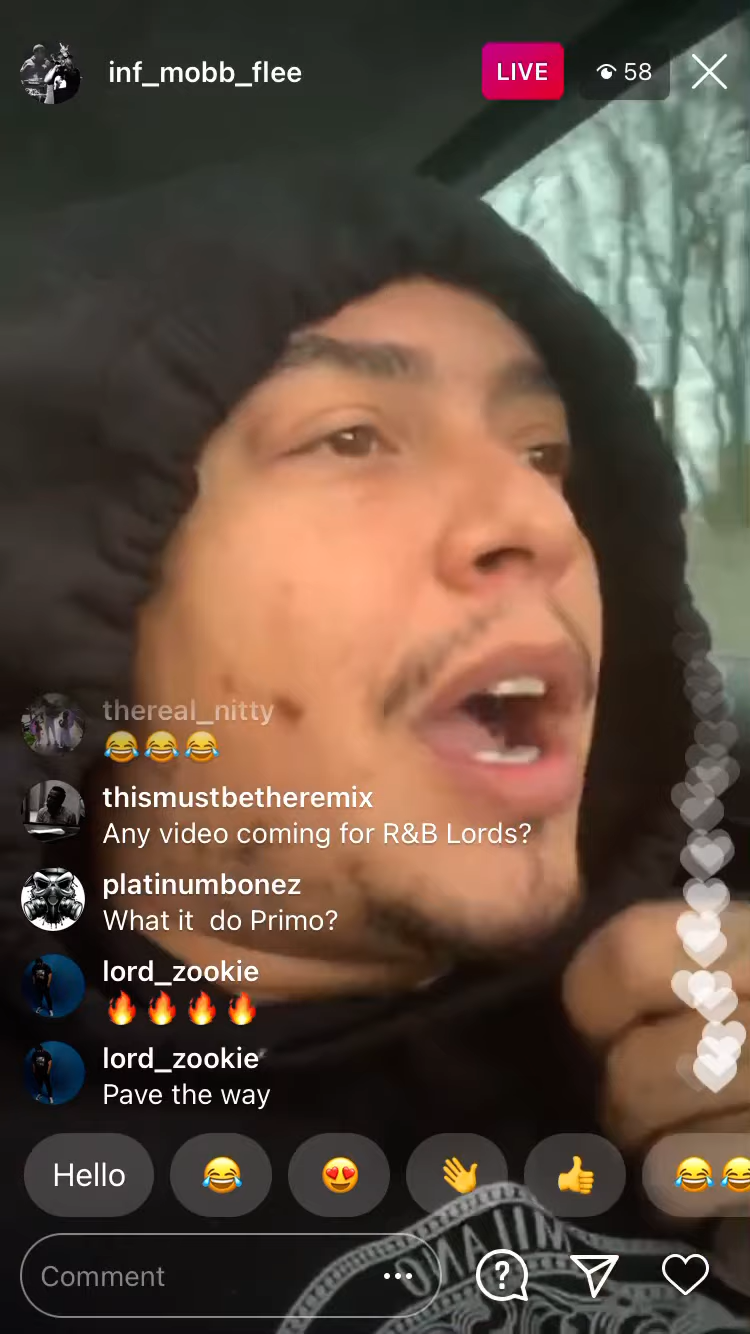 inf_mobb_flee
LIVE
58
thereal_nitty
😂😂😂
thismustbetheremix
Any video coming for R&B Lords?
platinumbonez
What it do Primo?
lord_zookie
🔥🔥🔥🔥
lord_zookie
Pave the way
Hello
Comment